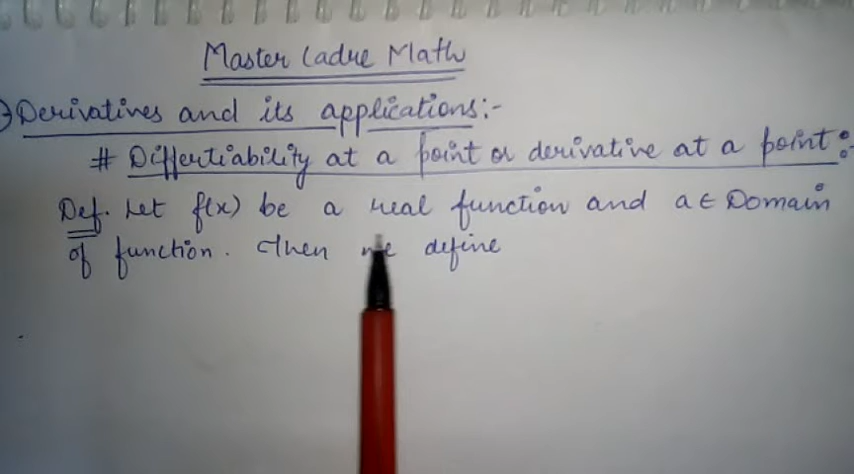 Master Cadre Math
Derivatives and its applications:-
# Differtiability at a point or derivative at a point:-
Def. Let f(x) be a real function and a ∈ Domain
of function. Then we define